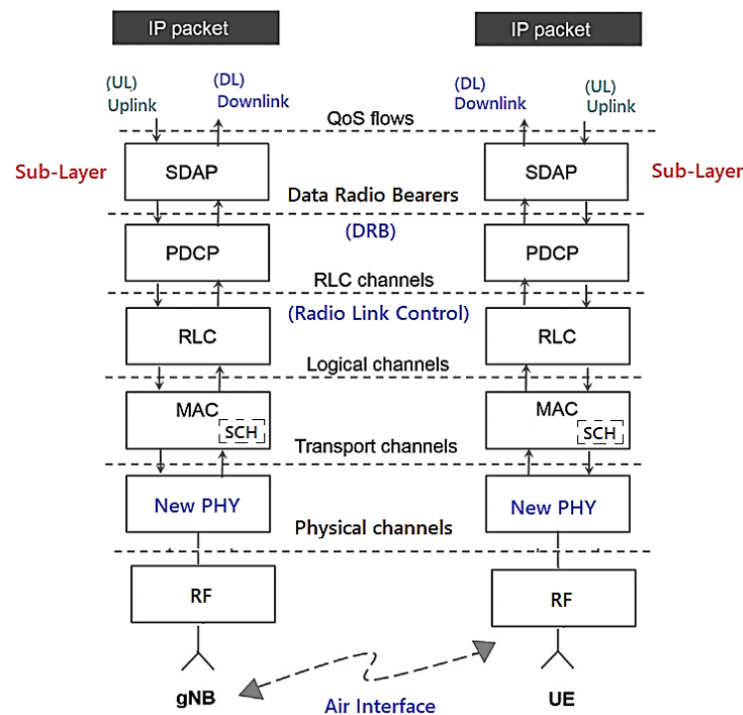 IP packet
IP packet
(UL)
Uplink
(DL)
Downlink
(DL)
Downlink
(UL)
Uplink
QoS flows
Sub-Layer
SDAP
SDAP
Sub-Layer
Data Radio Bearers
(DRB)
PDCP
PDCP
RLC channels
(Radio Link Control)
RLC
RLC
Logical channels
MAC
SCH
MAC
SCH
Transport channels
New PHY
New PHY
Physical channels
RF
RF
gNB
Air Interface
UE